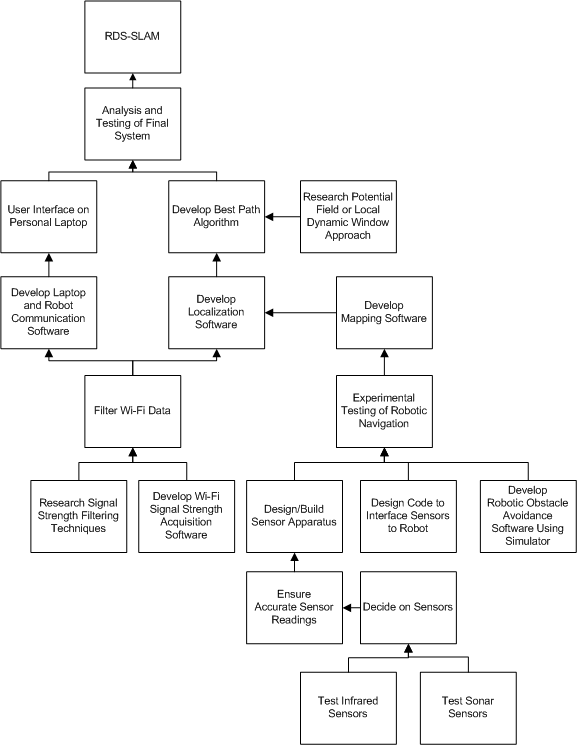 RDS-SLAM
Analysis and
Testing of Final
System
User Interface on
Personal Laptop
Develop Best Path
Algorithm
Research Potential
Field or Local
Dynamic Window
Approach
Develop Laptop
and Robot
Communication
Software
Develop
Localization
Software
Develop
Mapping Software
Filter Wi-Fi Data
Experimental
Testing of Robotic
Navigation
Research Signal
Strength Filtering
Techniques
Develop Wi-Fi
Signal Strength
Acquisition
Software
Design/Build
Sensor Apparatus
Design Code to
Interface Sensors
to Robot
Develop
Robotic Obstacle
Avoidance
Software Using
Simulator
Ensure
Accurate Sensor
Readings
Decide on Sensors
Test Infrared
Sensors
Test Sonar
Sensors